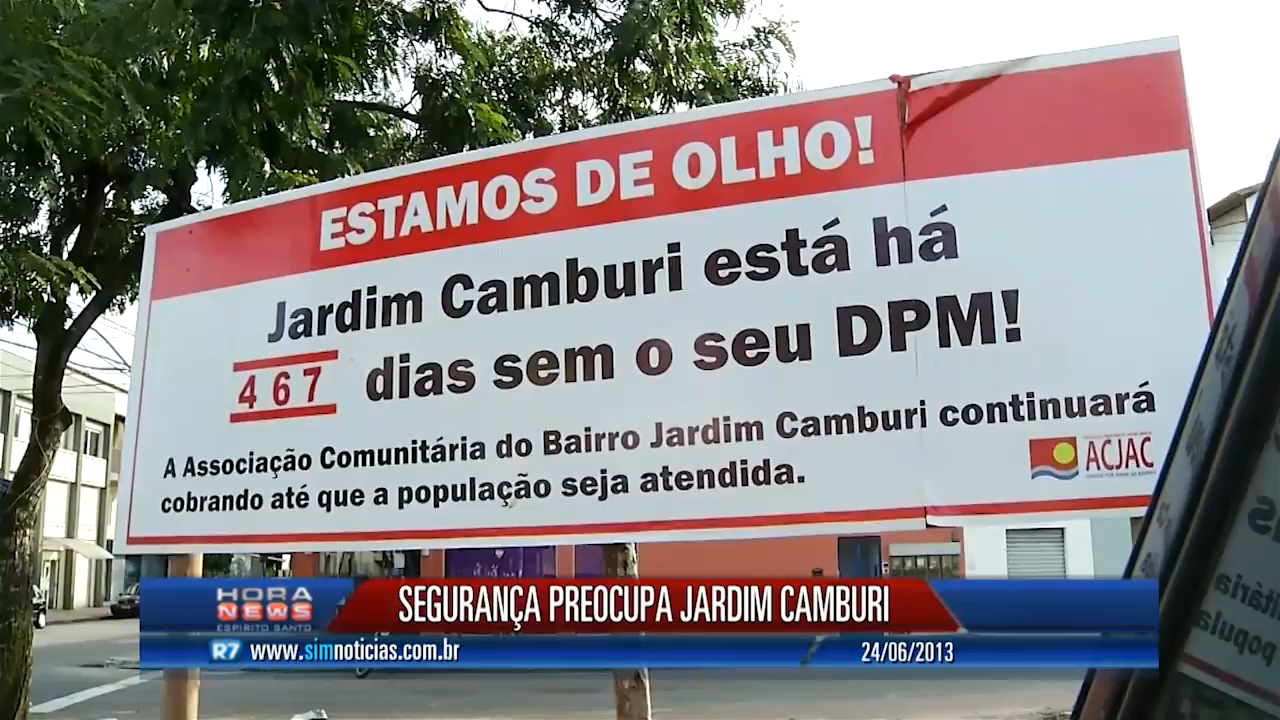 ESTAMOS DE OLHO!
Jardim Camburi está há
467 dias sem o seu DPM!
A Associação Comunitária do Bairro Jardim Camburi continuará
cobrando até que a população seja atendida.
ACJAC
HORA
NEWS
ESPÍRITO SANTO
SEGURANÇA PREOCUPA JARDIM CAMBURI
R7 www.simnoticias.com.br
24/06/2013